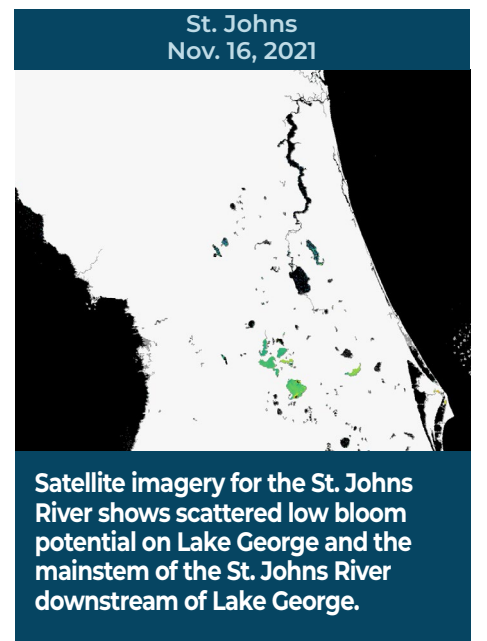 St. Johns
Nov. 16, 2021
Satellite imagery for the St. Johns
River shows scattered low bloom
potential on Lake George and the
mainstem of the St. Johns River
downstream of Lake George.